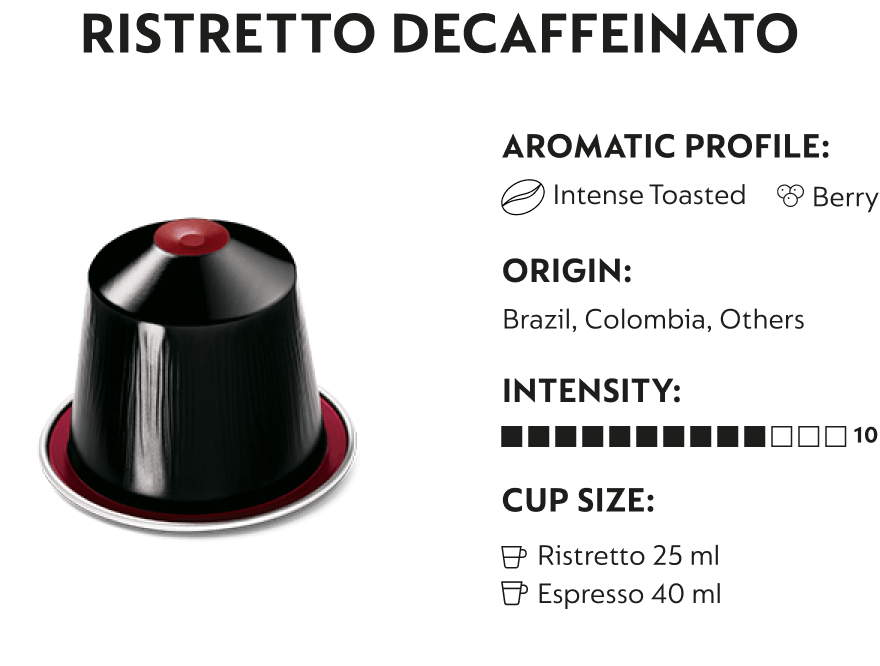 RISTRETTO DECAFFEINATO
AROMATIC PROFILE:
Intense Toasted Berry
ORIGIN:
Brazil, Colombia, Others
INTENSITY:
10
CUP SIZE:
Ristretto 25 ml
Espresso 40 ml